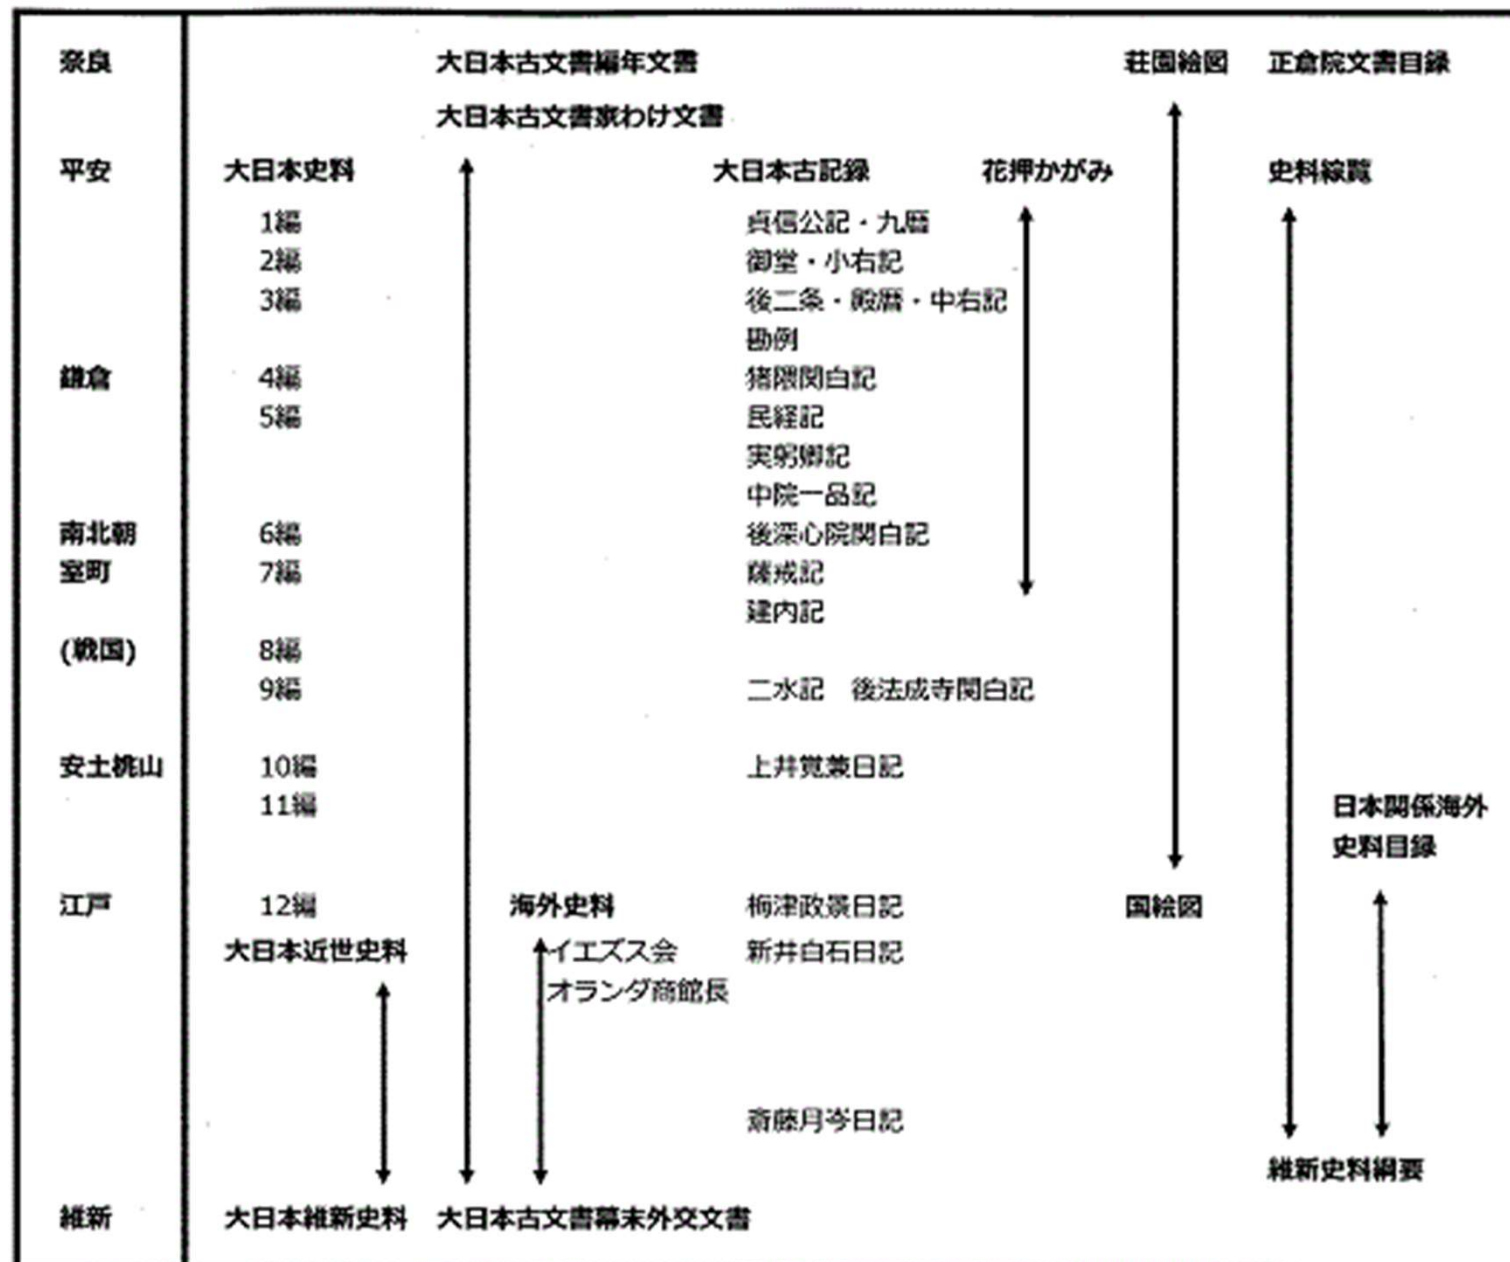 奈良 大日本古文書編年文書 荘園絵図 正倉院文書目録
大日本古文書家わけ文書
平安 大日本史料 大日本古記録 花押かがみ 史料綜覧
1編 貞信公記・九暦
2編 御堂・小右記
3編 後二条・殿暦・中右記
勘例
鎌倉 4編 猪隈関白記
5編 民経記
実躬卿記
中院一品記
南北朝 6編 後深心院関白記
室町 7編 薩戒記
建内記
(戦国) 8編
9編 二水記 後法成寺関白記
安土桃山 10編 上井覚兼日記
11編 日本関係海外
史料目録
江戸 12編 海外史料 梅津政景日記 国絵図
大日本近世史料 イエズス会 新井白石日記
オランダ商館長
斎藤月岑日記
維新史料綱要
維新 大日本維新史料 大日本古文書幕末外交文書